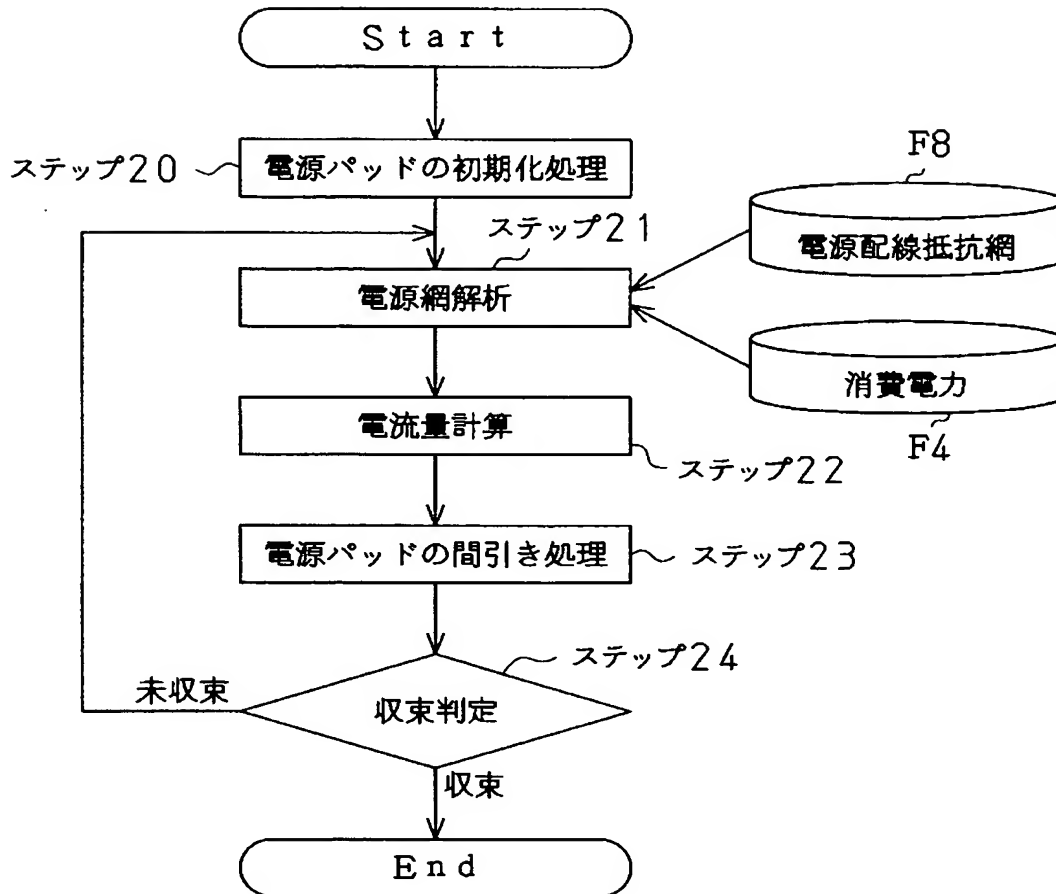 Start
ステップ20
電源パッドの初期化処理
F8
ステップ21
電源配線抵抗網
電源網解析
消費電力
電流量計算
F4
ステップ22
電源パッドの間引き処理
ステップ23
ステップ24
未収束
収束判定
収束
End